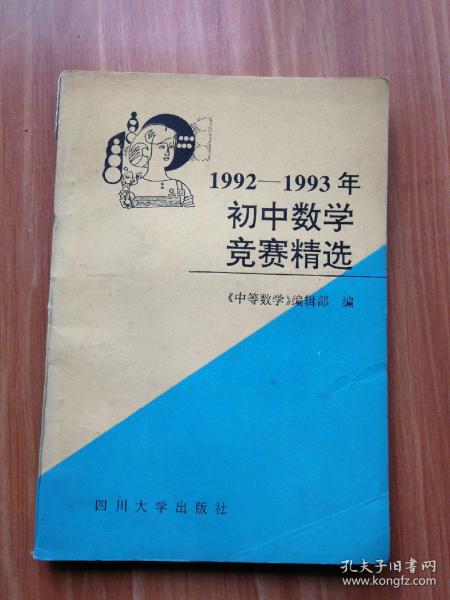 1992—1993年
初中数学
竞赛精选
《中等数学》编辑部 编
四川大学出版社
孔夫子旧书网
www.kongfz.com